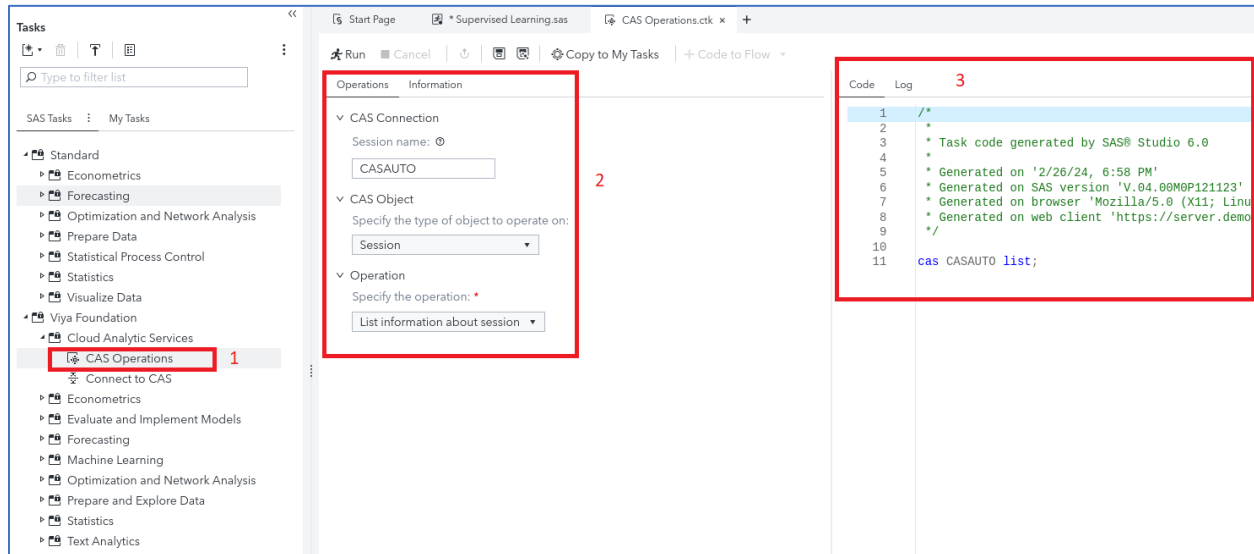 Tasks
Type to filter list
SAS Tasks
My Tasks
Standard
Econometrics
Forecasting
Optimization and Network Analysis
Prepare Data
Statistical Process Control
Statistics
Visualize Data
Viya Foundation
Cloud Analytic Services
CAS Operations
1
Connect to CAS
Econometrics
Evaluate and Implement Models
Forecasting
Machine Learning
Optimization and Network Analysis
Prepare and Explore Data
Statistics
Text Analytics
Start Page
* Supervised Learning.sas
CAS Operations.ctk
Run
Cancel
Copy to My Tasks
Code to Flow
Operations
Information
CAS Connection
Session name:
CASAUTO
CAS Object
Specify the type of object to operate on:
Session
Operation
Specify the operation: *
List information about session
2
Code
Log
3
1 /*
2 *
3 * Task code generated by SAS® Studio 6.0
4 *
5 * Generated on '2/26/24, 6:58 PM'
6 * Generated on SAS version 'V.04.00M0P121123'
7 * Generated on browser 'Mozilla/5.0 (X11; Linu
8 * Generated on web client 'https://server.demo
9 */
10
11 cas CASAUTO list;